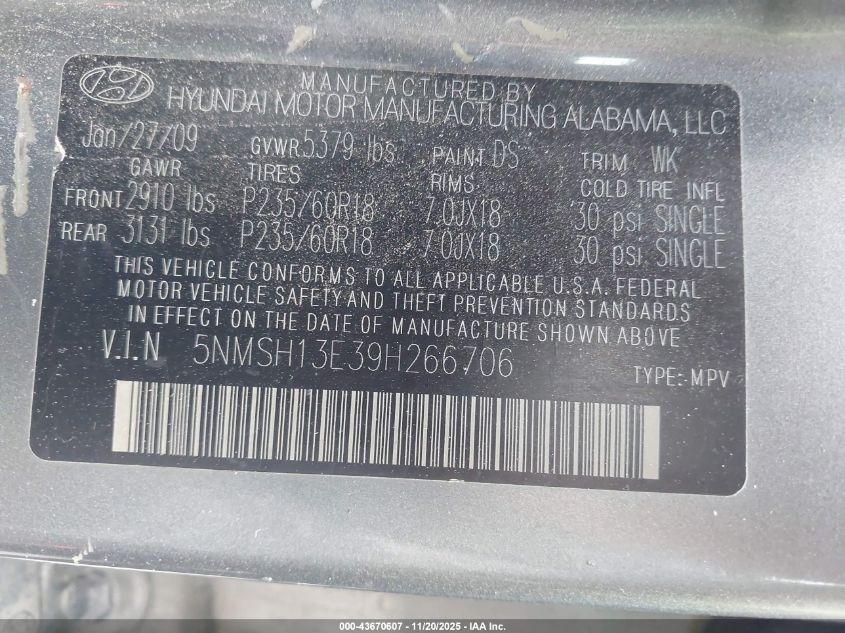 MANUFACTURED BY
HYUNDAI MOTOR MANUFACTURING ALABAMA, LLC
Jan/27/09 GVWR 5379 lbs PAINT DS TRIM WK
GAWR TIRES RIMS COLD TIRE INFL
FRONT 2910 lbs P235/60R18 7.0JX18 30 psi SINGLE
REAR 3131 lbs P235/60R18 7.0JX18 30 psi SINGLE
THIS VEHICLE CONFORMS TO ALL APPLICABLE U.S.A. FEDERAL
MOTOR VEHICLE SAFETY AND THEFT PREVENTION STANDARDS
IN EFFECT ON THE DATE OF MANUFACTURE SHOWN ABOVE
V.I.N 5NMSH13E39H266706 TYPE: MPV
000-43670607 - 11/20/2025 - IAA Inc.